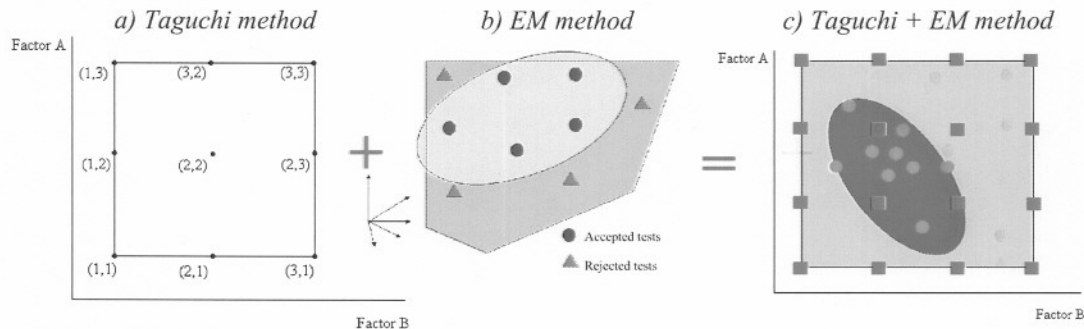 a) Taguchi method
b) EM method
c) Taguchi + EM method
Factor A
(1,3)
(3,2)
(3,3)
(1,2)
(2,2)
(2,3)
(1,1)
(2,1)
(3,1)
Factor B
+
Accepted tests
Rejected tests
=
Factor A
Factor B